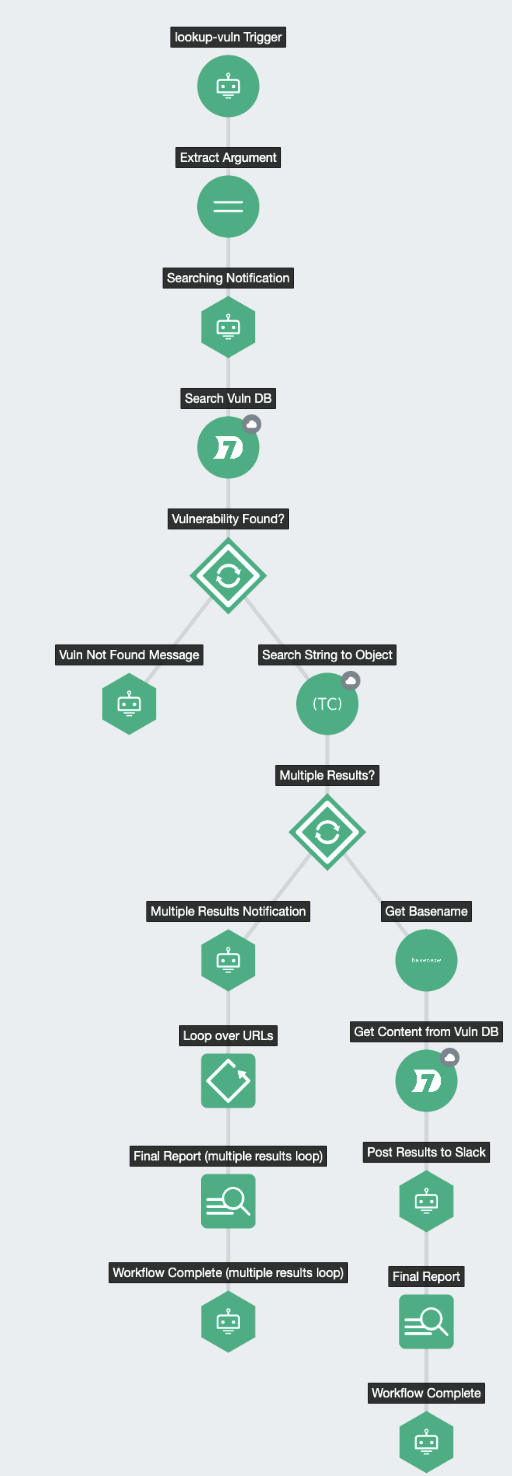 lookup-vuln Trigger
Extract Argument
Searching Notification
Search Vuln DB
Vulnerability Found?
Vuln Not Found Message
Search String to Object
(TC)
Multiple Results?
Multiple Results Notification
Get Basename
basename
Loop over URLs
Get Content from Vuln DB
Final Report (multiple results loop)
Post Results to Slack
Workflow Complete (multiple results loop)
Final Report
Workflow Complete